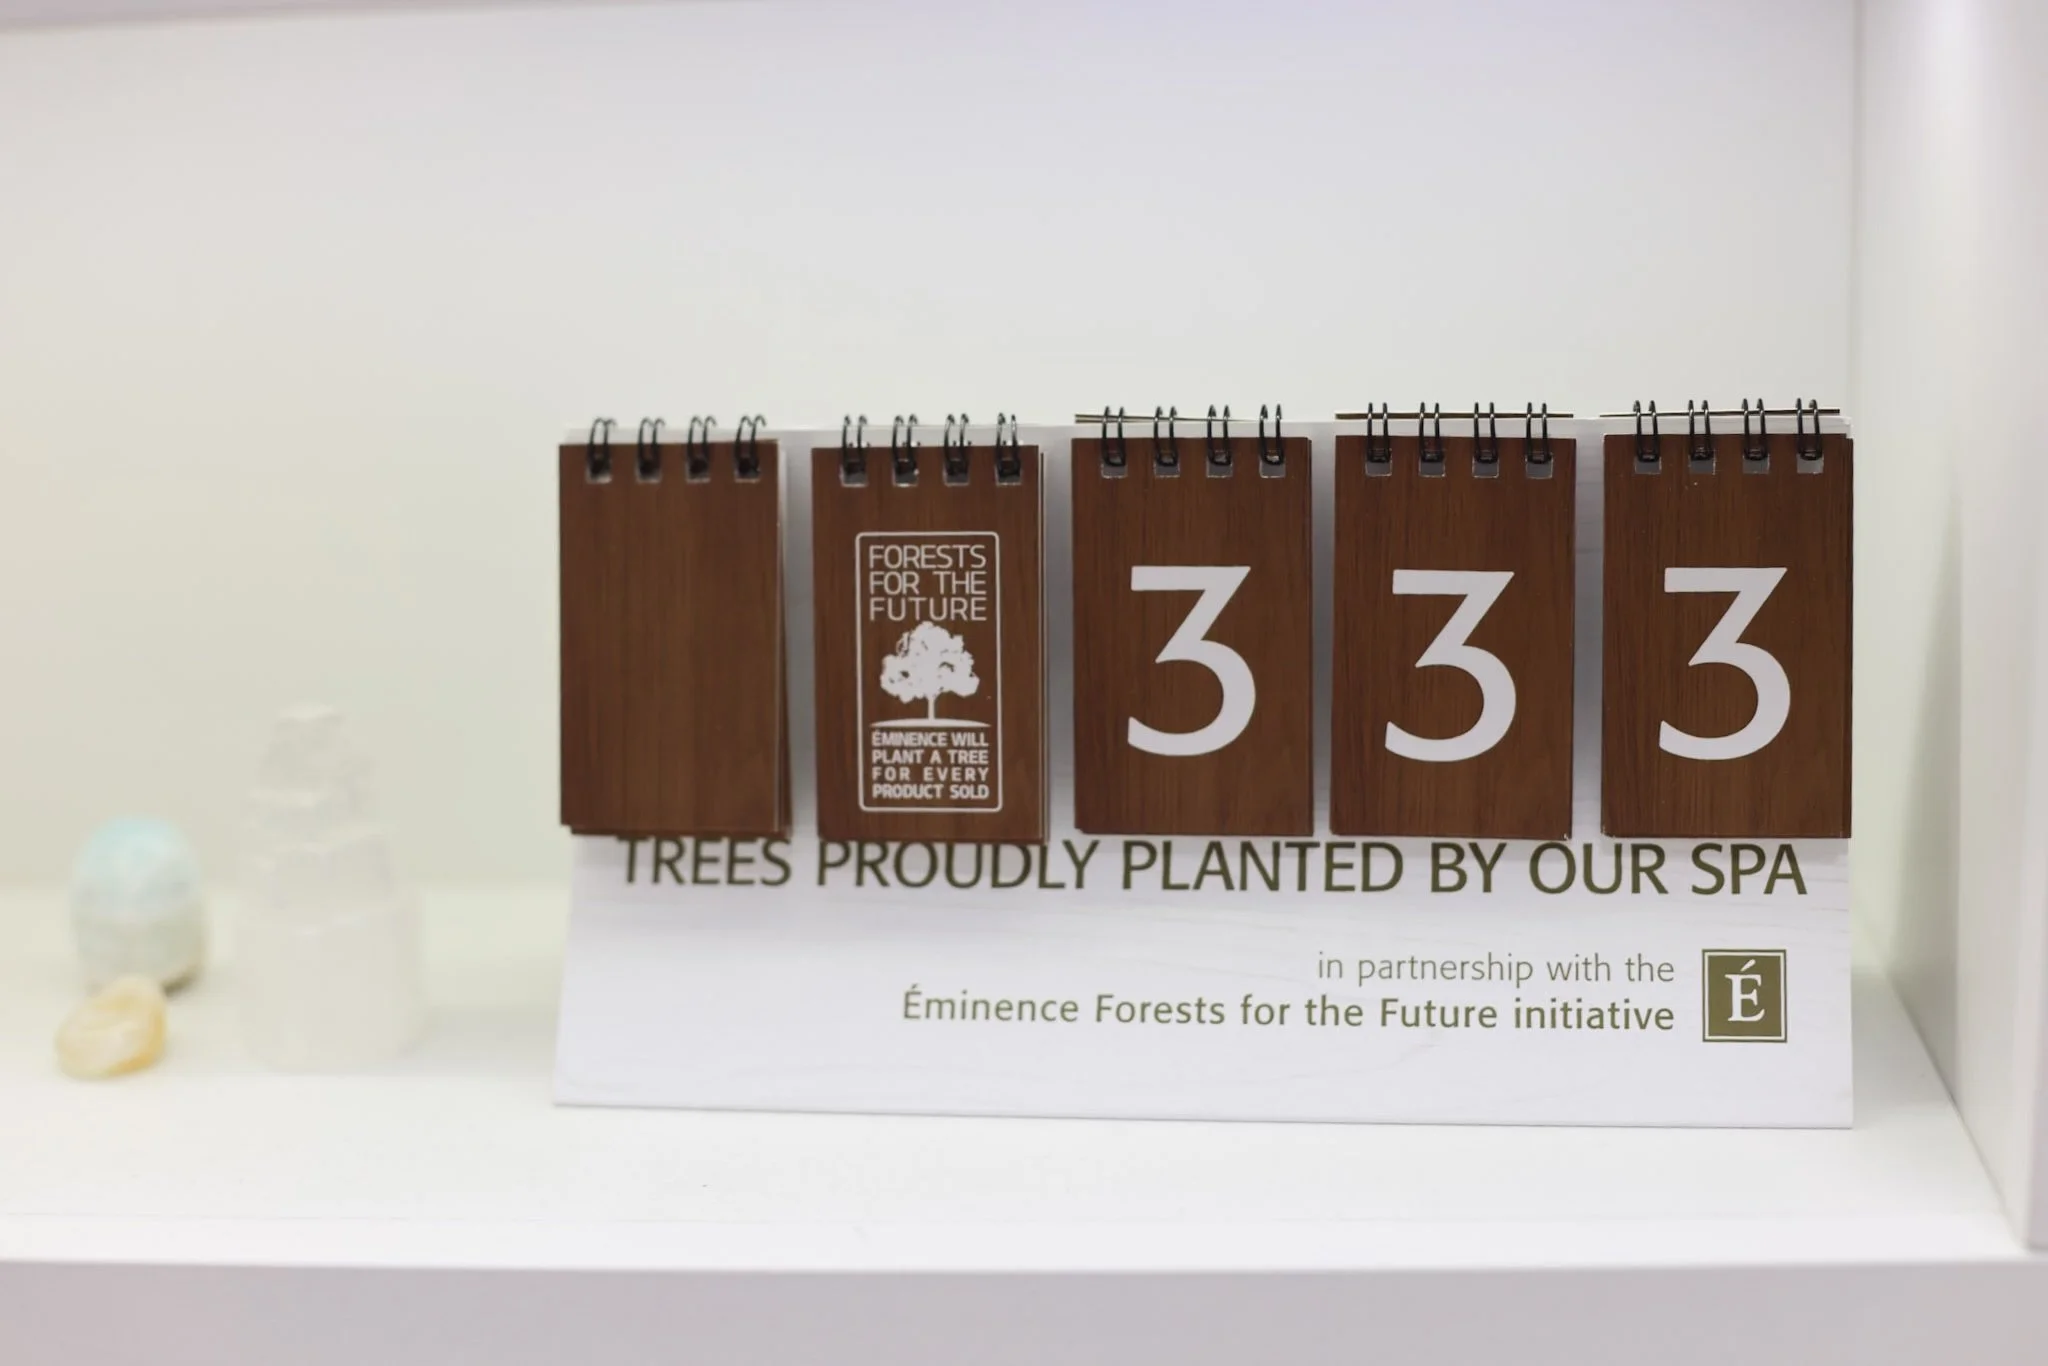 FORESTS
FOR THE
FUTURE
ÉMINENCE WILL
PLANT A TREE
FOR EVERY
PRODUCT SOLD
3 3 3
TREES PROUDLY PLANTED BY OUR SPA
in partnership with the
Éminence Forests for the Future initiative
É